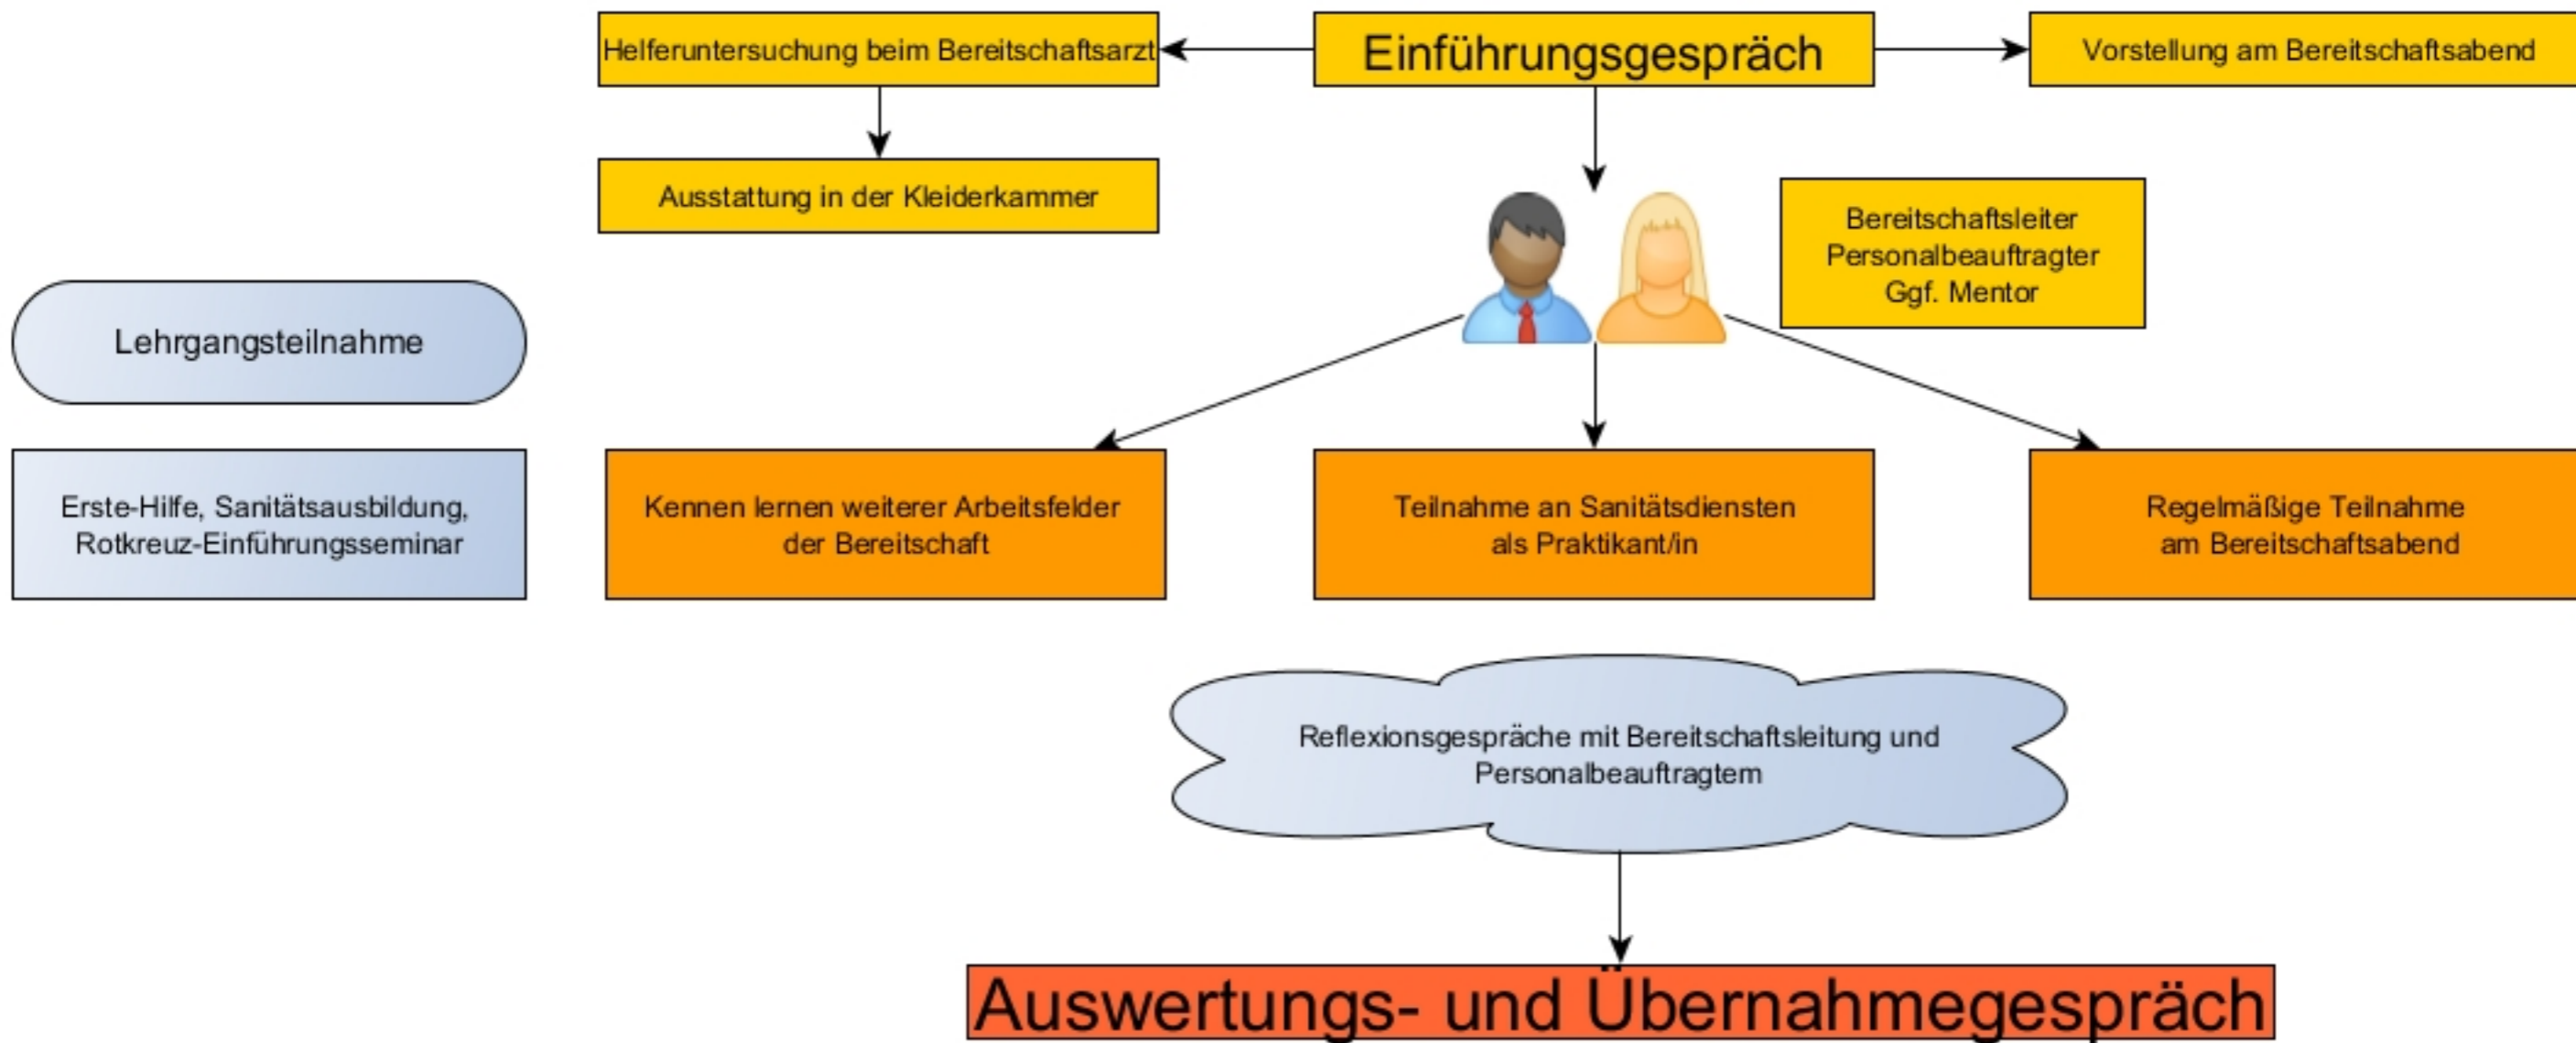 Helferuntersuchung beim Bereitschaftsarzt
Einführungsgespräch
Vorstellung am Bereitschaftsabend
Ausstattung in der Kleiderkammer
Bereitschaftsleiter
Personalbeauftragter
Ggf. Mentor
Lehrgangsteilnahme
Erste-Hilfe, Sanitätsausbildung,
Rotkreuz-Einführungsseminar
Kennen lernen weiterer Arbeitsfelder
der Bereitschaft
Teilnahme an Sanitätsdiensten
als Praktikant/in
Regelmäßige Teilnahme
am Bereitschaftsabend
Reflexionsgespräche mit Bereitschaftsleitung und
Personalbeauftragtem
Auswertungs- und Übernahmegespräch